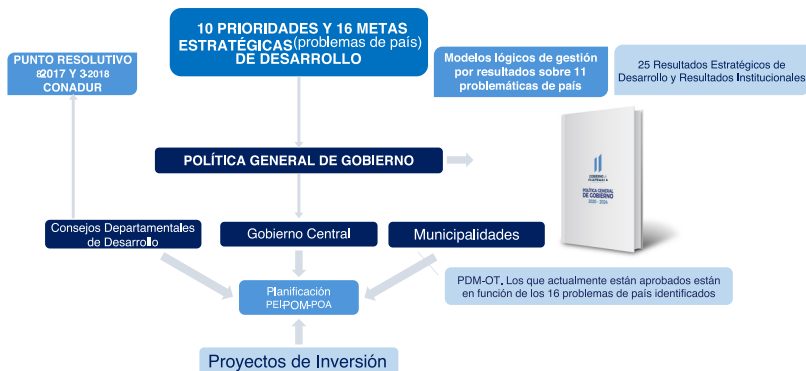 10 PRIORIDADES Y 16 METAS
ESTRATÉGICAS(problemas de país)
DE DESARROLLO
PUNTO RESOLUTIVO
8-2017 Y 3-2018
CONADUR
Modelos lógicos de gestión
por resultados sobre 11
problemáticas de país
25 Resultados Estratégicos de
Desarrollo y Resultados Institucionales
POLÍTICA GENERAL DE GOBIERNO
GOBIERNO de
GUATEMALA
POLÍTICA GENERAL
DE GOBIERNO
2020 - 2024
Consejos Departamentales
de Desarrollo
Gobierno Central
Municipalidades
Planificación
PEI-POM-POA
PDM-OT. Los que actualmente están aprobados están
en función de los 16 problemas de país identificados
Proyectos de Inversión